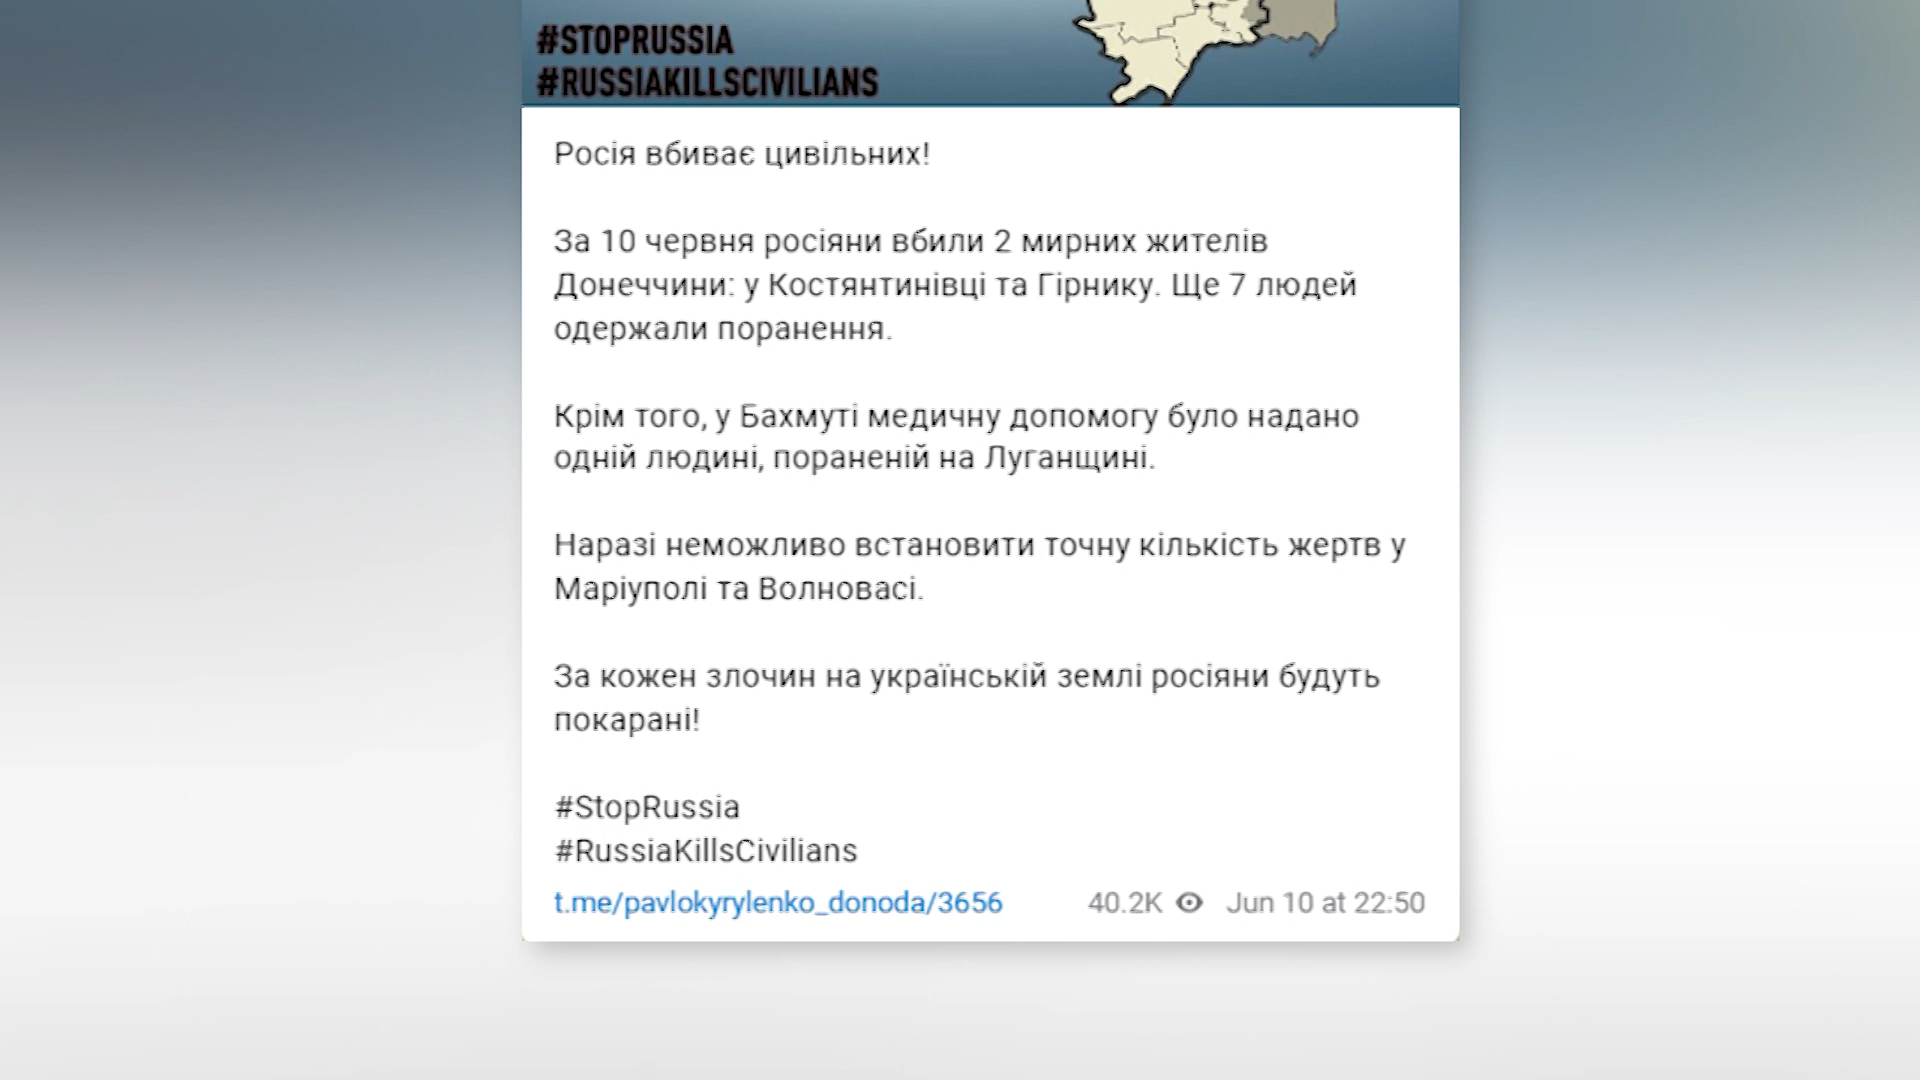 #STOPRUSSIA
#RUSSIAKILLSCIVILIANS
Росія вбиває цивільних!
За 10 червня росіяни вбили 2 мирних жителів
Донеччини: у Костянтинівці та Гірнику. Ще 7 людей
одержали поранення.
Крім того, у Бахмуті медичну допомогу було надано
одній людині, пораненій на Луганщині.
Наразі неможливо встановити точну кількість жертв у
Маріуполі та Волновасі.
За кожен злочин на українській землі росіяни будуть
покарані!
#StopRussia
#RussiaKillsCivilians
t.me/pavlokyrylenko_donoda/3656 40.2K Jun 10 at 22:50